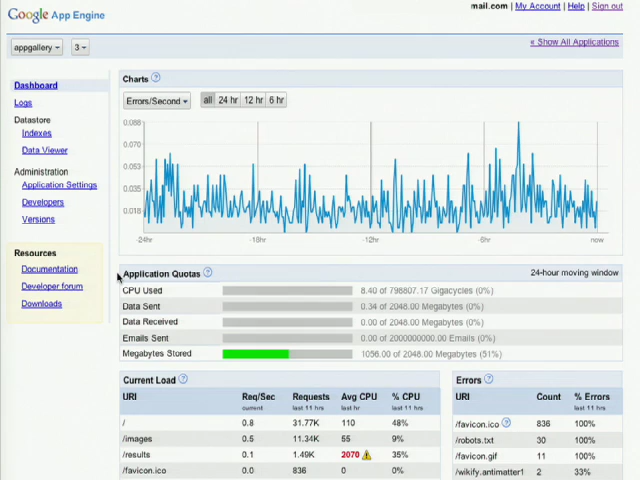 Google App Engine
mail.com | My Account | Help | Sign out
appgallery 3
« Show All Applications
Dashboard
Logs
Datastore
Indexes
Data Viewer
Administration
Application Settings
Developers
Versions
Resources
Documentation
Developer forum
Downloads
Charts ?
Errors/Second all 24 hr 12 hr 6 hr
0.088
0.070
0.053
0.035
0.018
-24hr -18hr -12hr -6hr now
Application Quotas ? 24-hour moving window
CPU Used 8.40 of 798807.17 Gigacycles (0%)
Data Sent 0.34 of 2048.00 Megabytes (0%)
Data Received 0.00 of 2048.00 Megabytes (0%)
Emails Sent 0.00 of 2000000000.00 Emails (0%)
Megabytes Stored 1056.00 of 2048.00 Megabytes (51%)
Current Load ?
URI Req/Sec Requests Avg CPU % CPU
current last 11 hrs last hr last 11 hrs
/ 0.8 31.77K 110 48%
/images 0.5 11.34K 55 9%
/results 0.1 1.49K 2070 35%
/favicon.ico 0.0 836 0 0%
Errors ?
URI Count % Errors
last 11 hrs
/favicon.ico ? 836 100%
/robots.txt 30 100%
/favicon.gif 11 100%
/wikify.antimatter1 2 33%